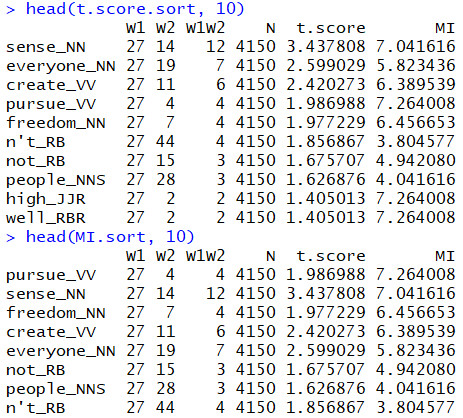 > head(t.score.sort, 10)
W1 W2 W1W2 N t.score MI
sense_NN 27 14 12 4150 3.437808 7.041616
everyone_NN 27 19 7 4150 2.599029 5.823436
create_VV 27 11 6 4150 2.420273 6.389539
pursue_VV 27 4 4 4150 1.986988 7.264008
freedom_NN 27 7 4 4150 1.977229 6.456653
n't_RB 27 44 4 4150 1.856867 3.804577
not_RB 27 15 3 4150 1.675707 4.942080
people_NNS 27 28 3 4150 1.626876 4.041616
high_JJR 27 2 2 4150 1.405013 7.264008
well_RBR 27 2 2 4150 1.405013 7.264008
> head(MI.sort, 10)
W1 W2 W1W2 N t.score MI
pursue_VV 27 4 4 4150 1.986988 7.264008
sense_NN 27 14 12 4150 3.437808 7.041616
freedom_NN 27 7 4 4150 1.977229 6.456653
create_VV 27 11 6 4150 2.420273 6.389539
everyone_NN 27 19 7 4150 2.599029 5.823436
not_RB 27 15 3 4150 1.675707 4.942080
people_NNS 27 28 3 4150 1.626876 4.041616
n't_RB 27 44 4 4150 1.856867 3.804577